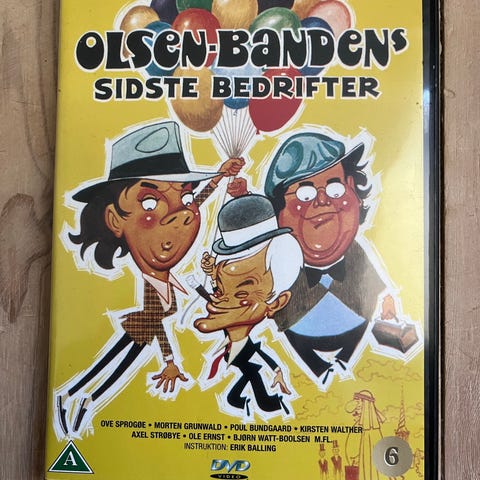 OLSEN-BANDENS
SIDSTE BEDRIFTER
OVE SPROGØE • MORTEN GRUNWALD • POUL BUNDGAARD • KIRSTEN WALTHER
AXEL STRØBYE • OLE ERNST • BJØRN WATT-BOOLSEN M.FL.
INSTRUKTION: ERIK BALLING
A
DVD
VIDEO
6